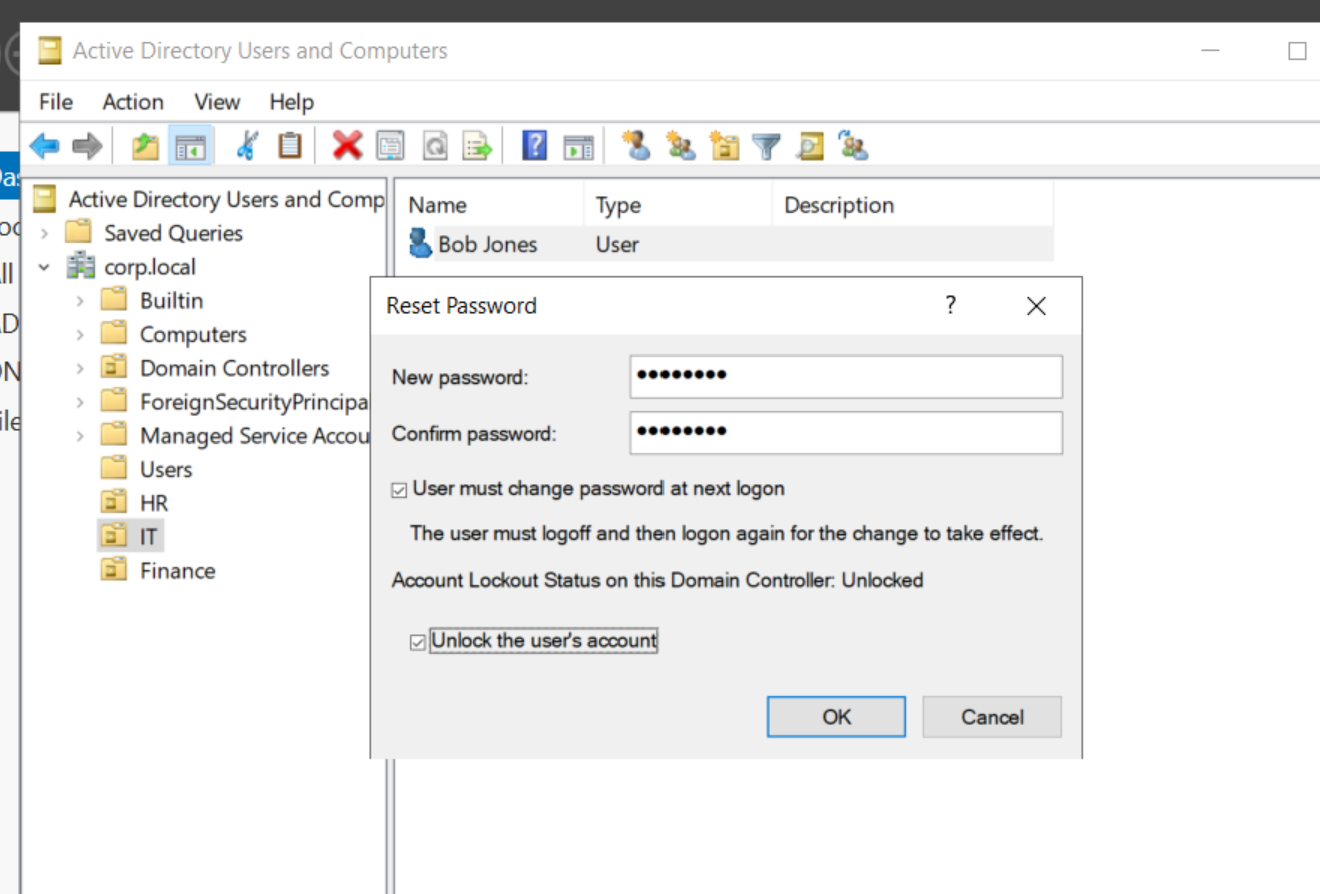 Active Directory Users and Computers
File Action View Help
Active Directory Users and Comp
Name Type Description
Saved Queries
Bob Jones User
corp.local
Builtin
Computers
Domain Controllers
ForeignSecurityPrincipa
Managed Service Accou
Users
HR
IT
Finance
Reset Password
New password: ••••••••
Confirm password: ••••••••
User must change password at next logon
The user must logoff and then logon again for the change to take effect.
Account Lockout Status on this Domain Controller: Unlocked
Unlock the user's account
OK Cancel